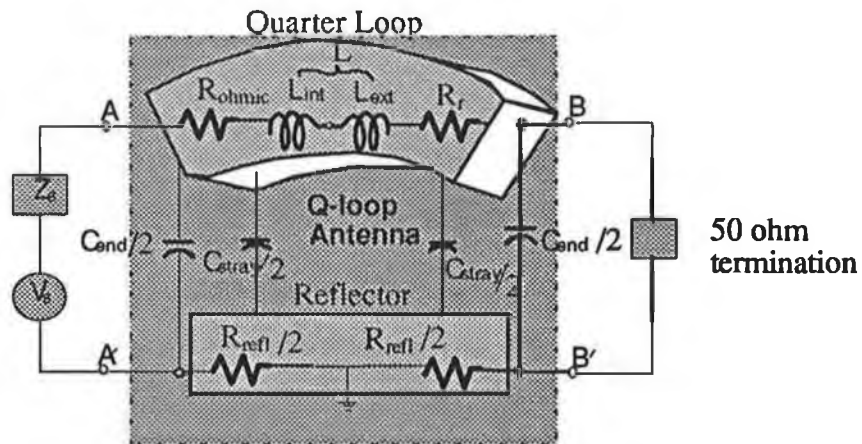 Quarter Loop
L
A
R_ohmic
L_int
L_ext
R_r
B
Z_s
Q-loop
Antenna
C_end/2
C_stray/2
C_stray/2
C_end/2
50 ohm
termination
Reflector
V_s
A'
R_refl/2
R_refl/2
B'